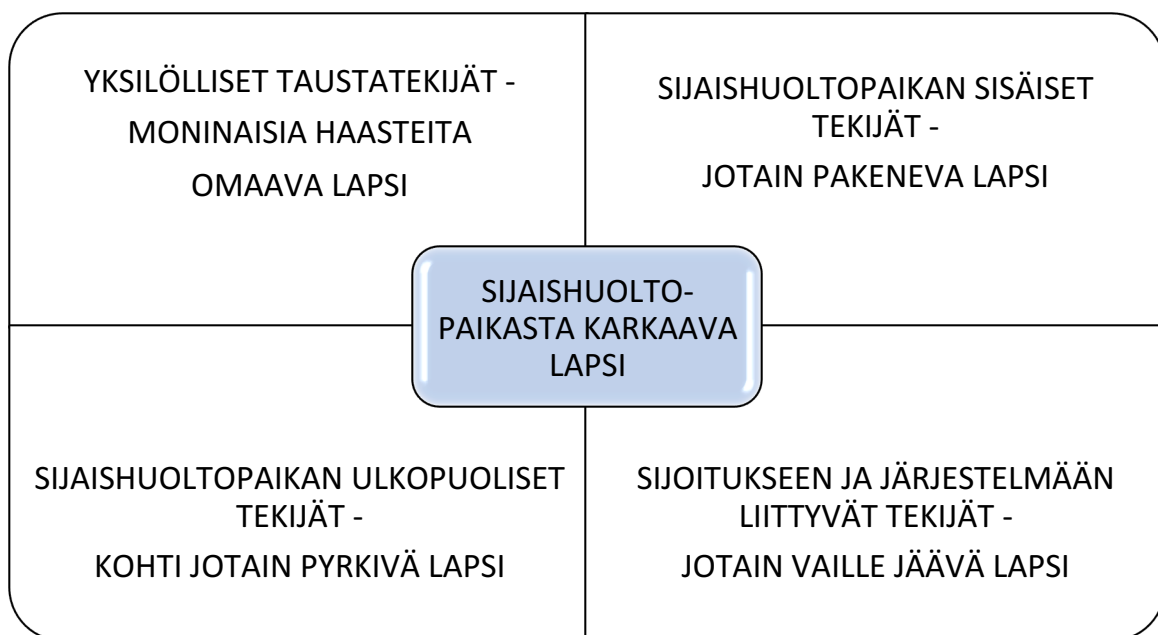 YKSILÖLLISET TAUSTATEKIJÄT -
MONINAISIA HAASTEITA
OMAAVA LAPSI
SIJAISHUOLTOPAIKAN SISÄISET
TEKIJÄT -
JOTAIN PAKENEVA LAPSI
SIJAISHUOLTO-
PAIKASTA KARKAAVA
LAPSI
SIJAISHUOLTOPAIKAN ULKOPUOLISET
TEKIJÄT -
KOHTI JOTAIN PYRKIVÄ LAPSI
SIJOITUKSEEN JA JÄRJESTELMÄÄN
LIITTYVÄT TEKIJÄT -
JOTAIN VAILLE JÄÄVÄ LAPSI